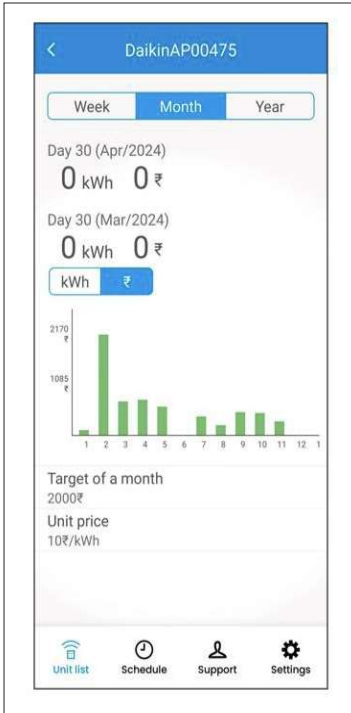 DaikinAP00475
Week Month Year
Day 30 (Apr/2024)
0 kWh 0 ₹
Day 30 (Mar/2024)
0 kWh 0 ₹
kWh ₹
2170
₹
1085
₹
1 2 3 4 5 6 7 8 9 10 11 12 1
Target of a month
2000₹
Unit price
10₹/kWh
Unit list Schedule Support Settings